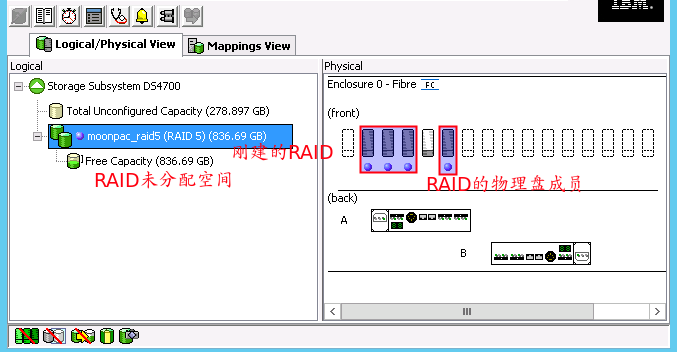 IBM.
Logical/Physical View
Mappings View
Logical
Physical
Storage Subsystem DS4700
Total Unconfigured Capacity (278.897 GB)
moonpac_raid5 (RAID 5) (836.69 GB)
Free Capacity (836.69 GB)
刚建的RAID
RAID未分配空间
Enclosure 0 - Fibre FC
(front)
RAID的物理盘成员
(back)
A
B